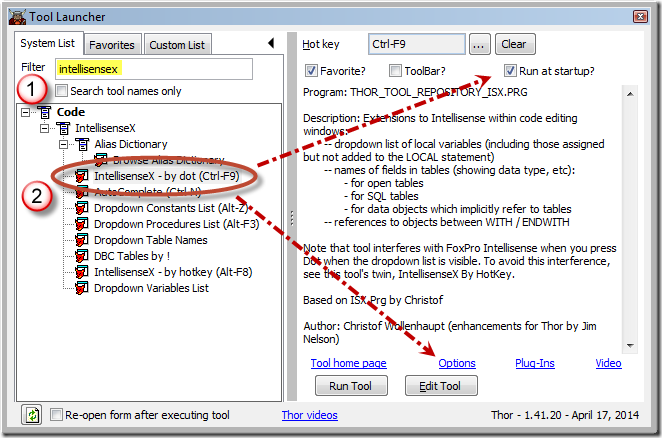 Tool Launcher
System List
Favorites
Custom List
Filter
intellisensex
1
Search tool names only
Code
IntellisenseX
Alias Dictionary
Browse Alias Dictionary
2
IntellisenseX - by dot (Ctrl-F9)
AutoComplete (Ctrl-N)
Dropdown Constants List (Alt-Z)
Dropdown Procedures List (Alt-F3)
Dropdown Table Names
DBC Tables by !
IntellisenseX - by hotkey (Alt-F8)
Dropdown Variables List
Hot key
Ctrl-F9
...
Clear
Favorite?
ToolBar?
Run at startup?
Program: THOR_TOOL_REPOSITORY_ISX.PRG
Description: Extensions to Intellisense within code editing
windows:
-- dropdown list of local variables (including those assigned
but not added to the LOCAL statement)
-- names of fields in tables (showing data type, etc):
- for open tables
- for SQL tables
- for data objects which implicitly refer to tables
-- references to objects between WITH / ENDWITH
Note that tool interferes with FoxPro Intellisense when you press
Dot when the dropdown list is visible. To avoid this interference,
see this tool's twin, IntellisenseX By HotKey.
Based on ISX.Prg by Christof
Author: Christof Wollenhaupt (enhancements for Thor by Jim
Nelson)
Tool home page
Options
Plug-Ins
Video
Run Tool
Edit Tool
Re-open form after executing tool
Thor videos
Thor - 1.41.20 - April 17, 2014